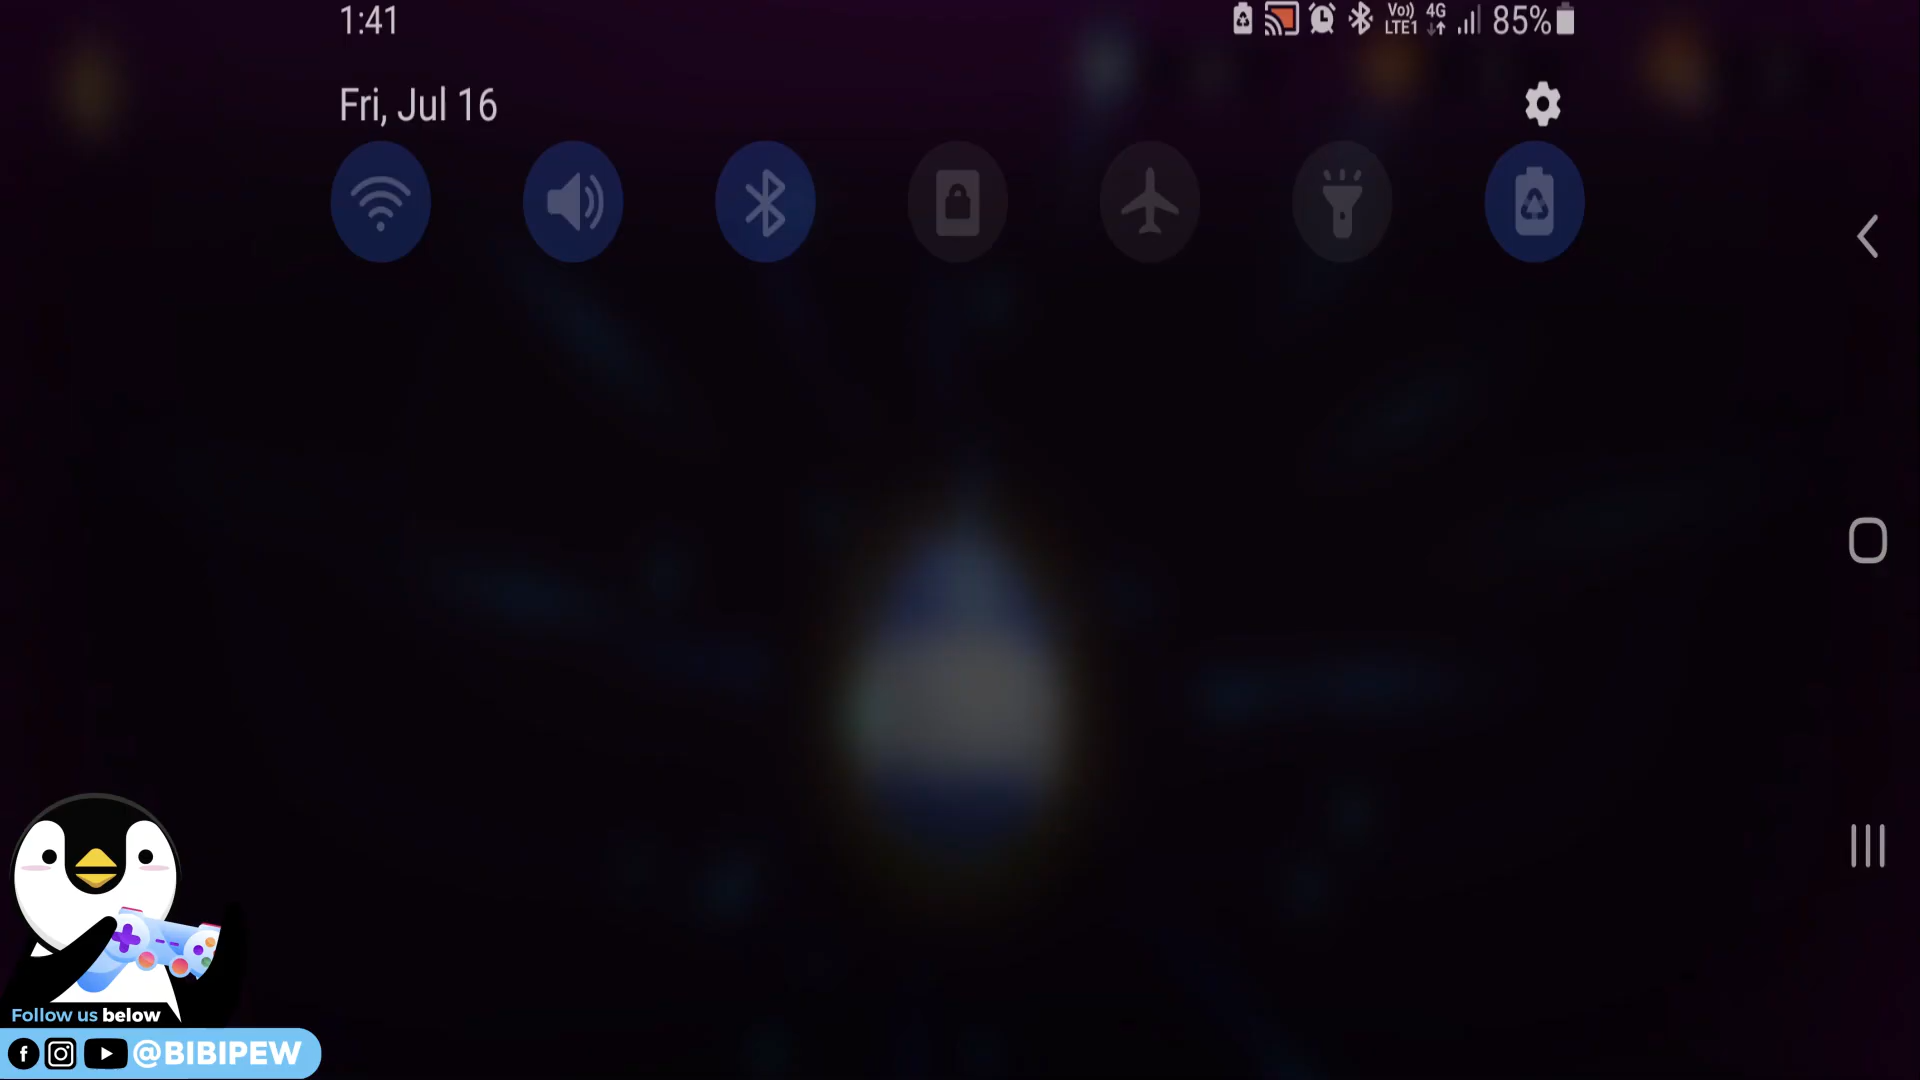 1:41
Vo)) LTE1 4G 85%
Fri, Jul 16
Follow us below
@BIBIPEW